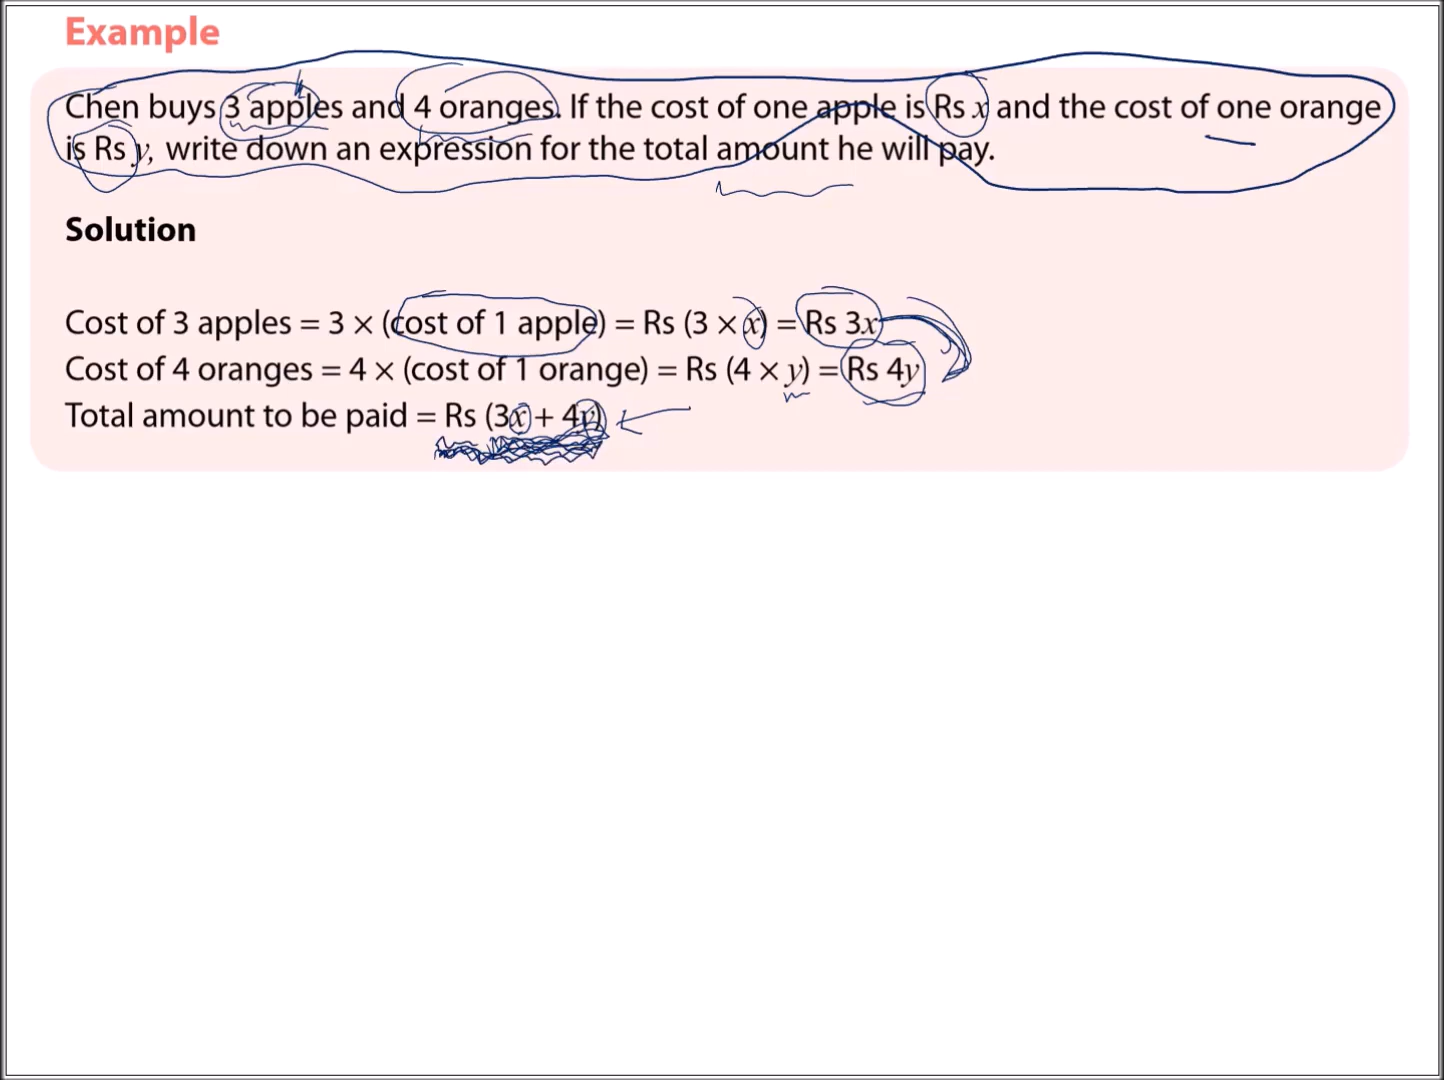 Example
Chen buys 3 apples and 4 oranges. If the cost of one apple is Rs x and the cost of one orange
is Rs y, write down an expression for the total amount he will pay.
Solution
Cost of 3 apples = 3 × (cost of 1 apple) = Rs (3 × x) = Rs 3x
Cost of 4 oranges = 4 × (cost of 1 orange) = Rs (4 × y) = Rs 4y
Total amount to be paid = Rs (3x + 4y)